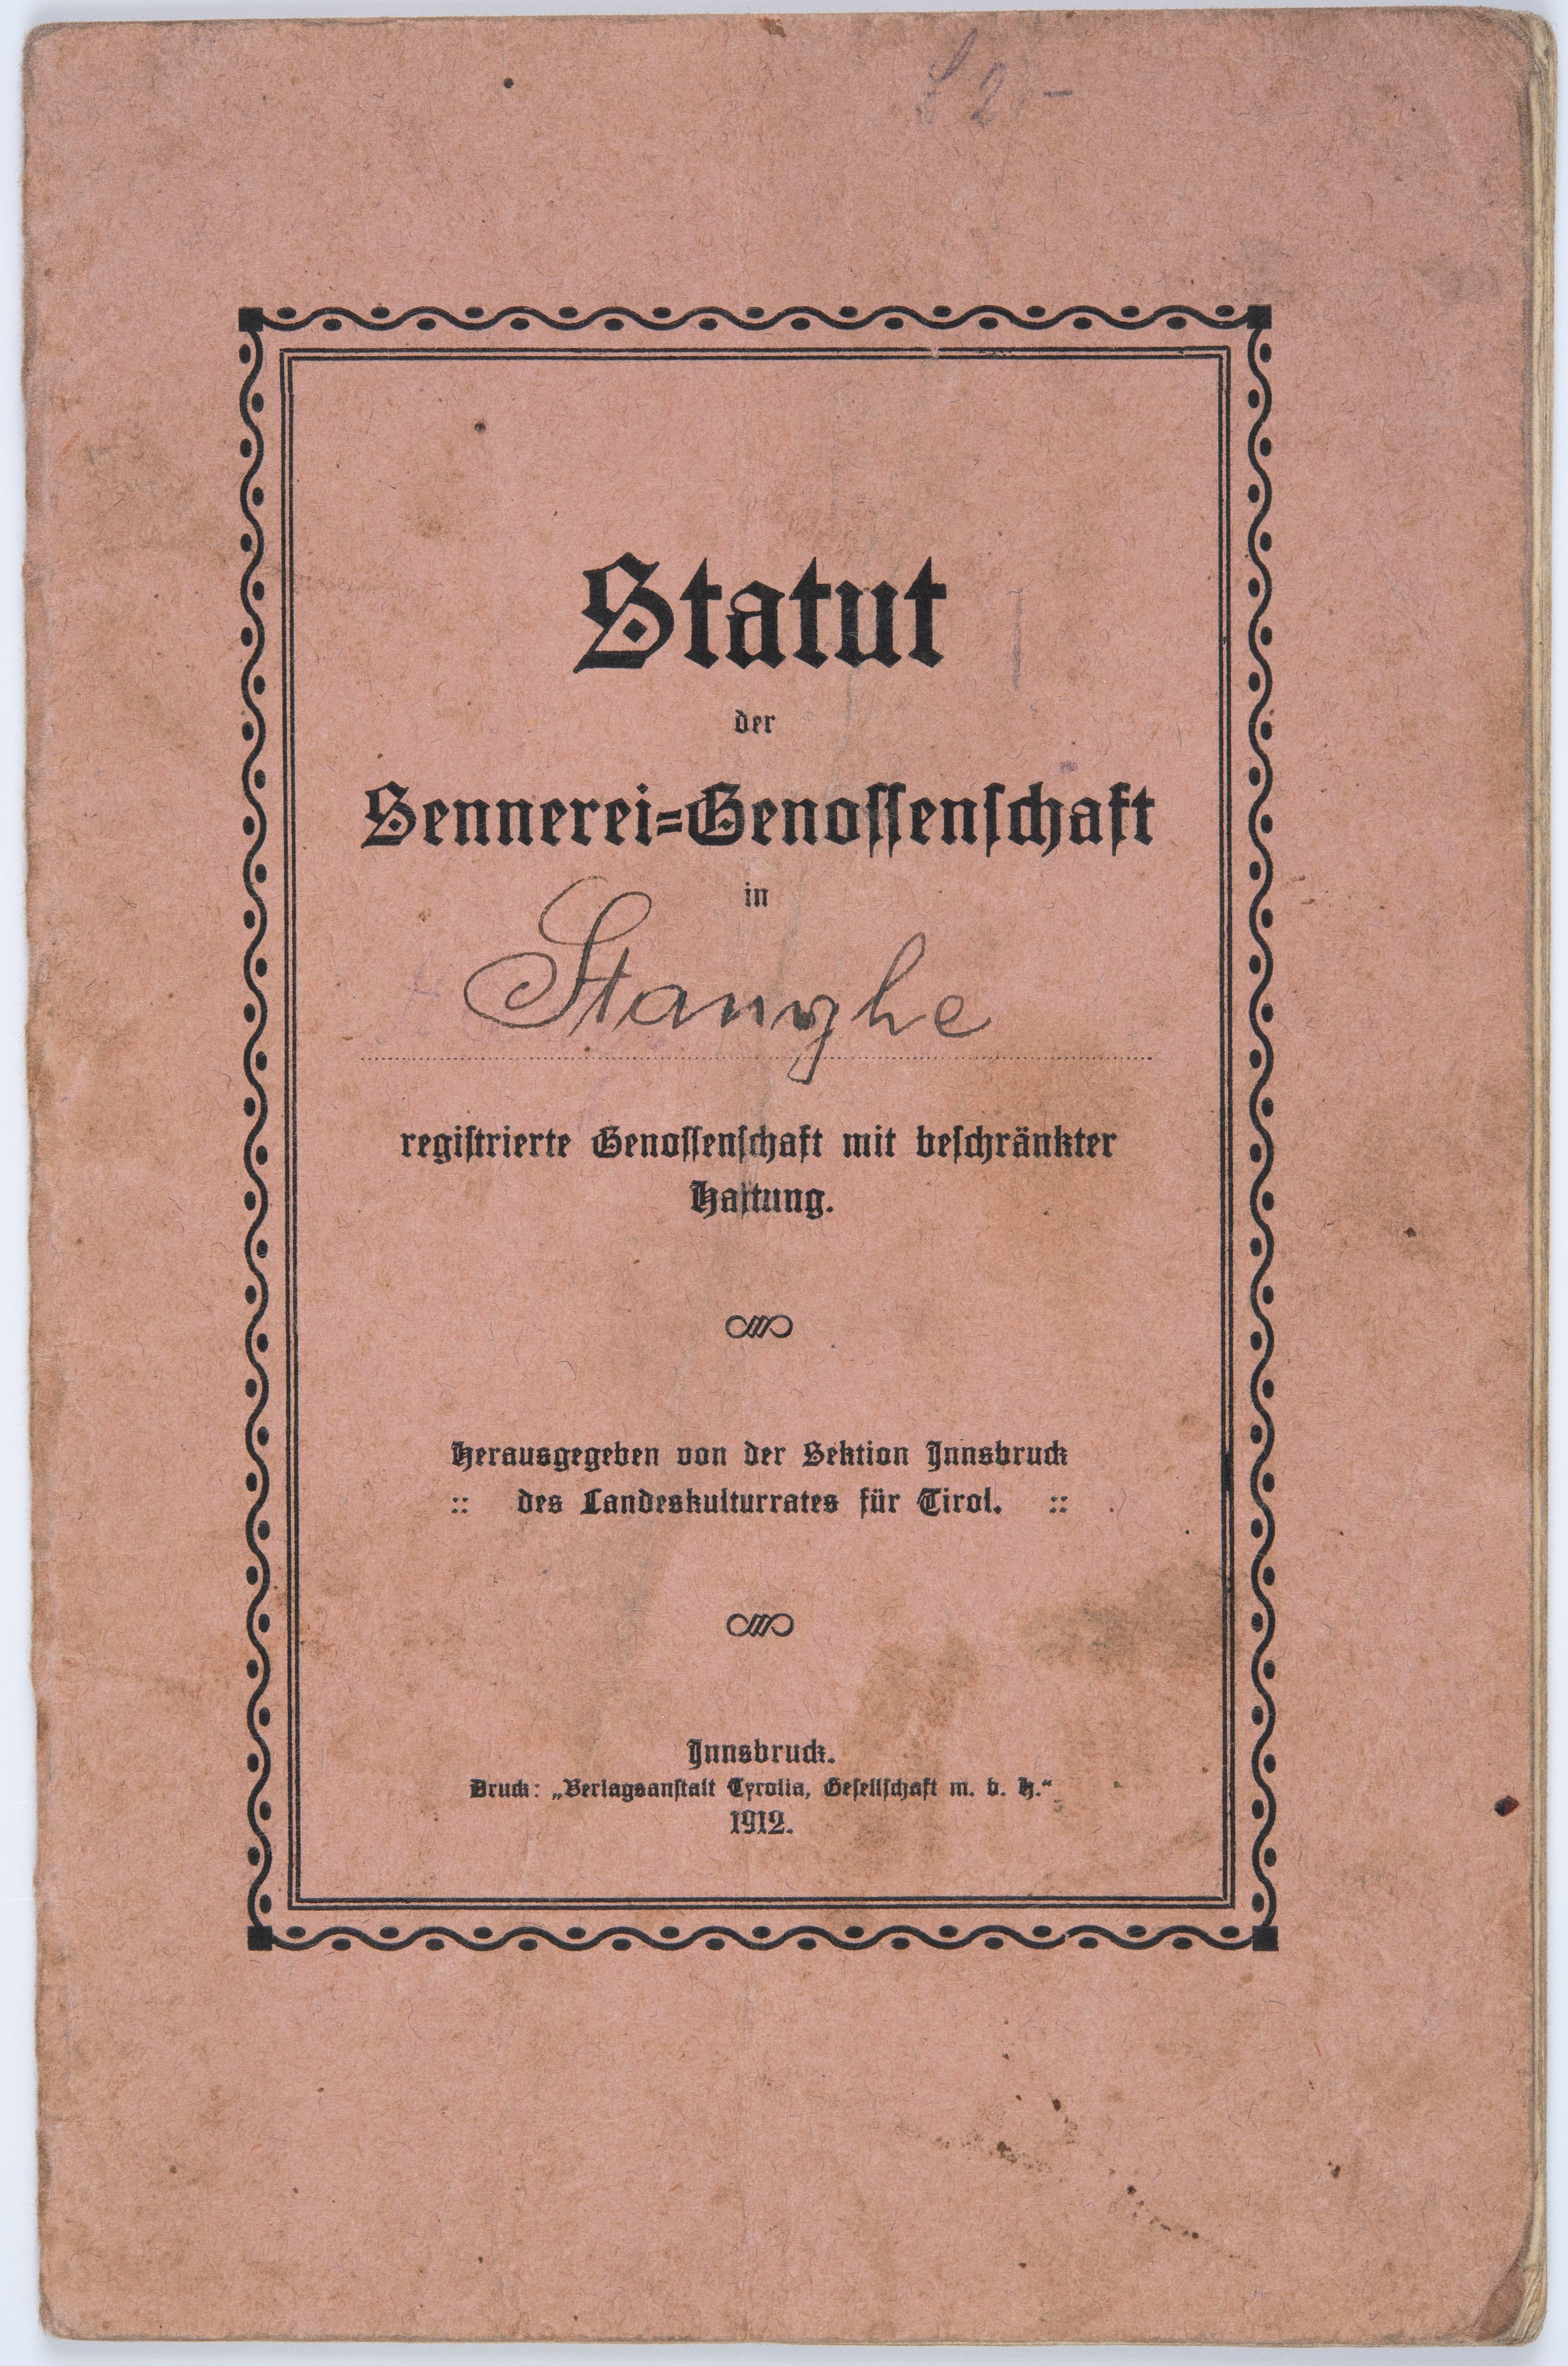 Statut
der
Sennerei=Genossenschaft
in
Stanghe
registrierte Genossenschaft mit beschränkter
Haftung.
Herausgegeben von der Sektion Innsbruck
:: des Landeskulturrates für Tirol. ::
Innsbruck.
Druck: „Verlagsanstalt Tyrolia, Gesellschaft m. b. H.“
1912.